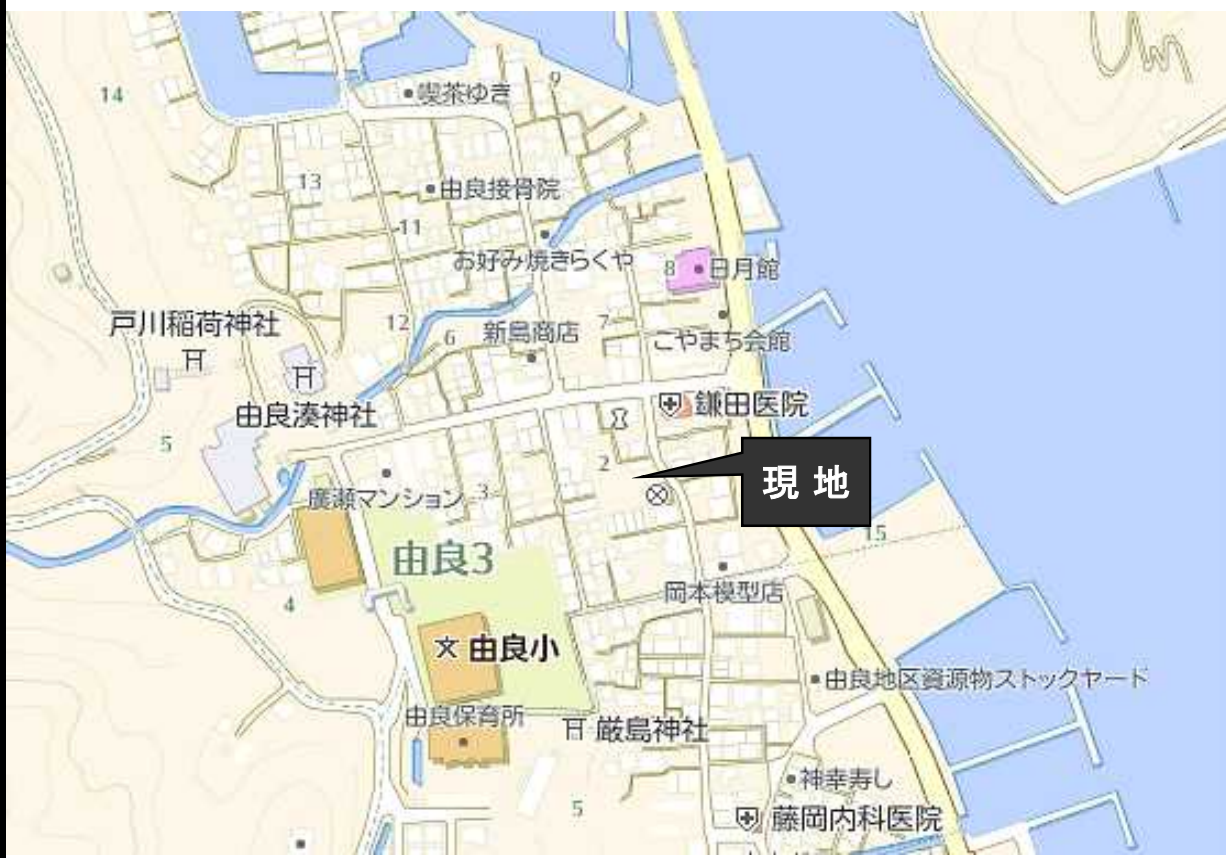 喫茶ゆき
9
14
13
由良接骨院
11
お好み焼きらくや
8
日月館
戸川稲荷神社
12
6
新島商店
7
こやまち会館
由良湊神社
鎌田医院
5
2
現地
廣瀬マンション
3
由良3
15
岡本模型店
4
由良小
由良地区資源物ストックヤード
由良保育所
厳島神社
神幸寿し
5
藤岡内科医院